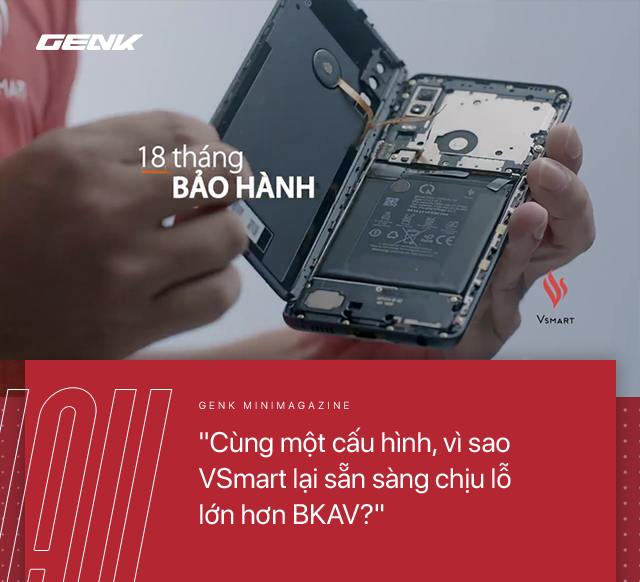 GENK
18 tháng
BẢO HÀNH
VSMART
GENK MINIMAGAZINE
"Cùng một cấu hình, vì sao
VSmart lại sẵn sàng chịu lỗ
lớn hơn BKAV?"